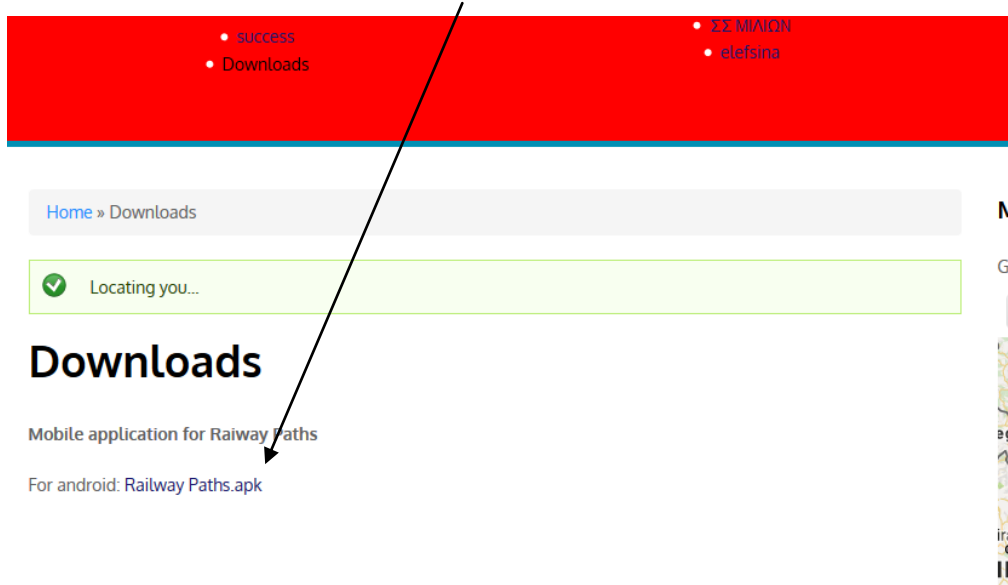 success
Downloads
ΣΣ ΜΙΛΙΩΝ
elefsina
Home » Downloads
Locating you...
Downloads
Mobile application for Raiway Paths
For android: Railway Paths.apk